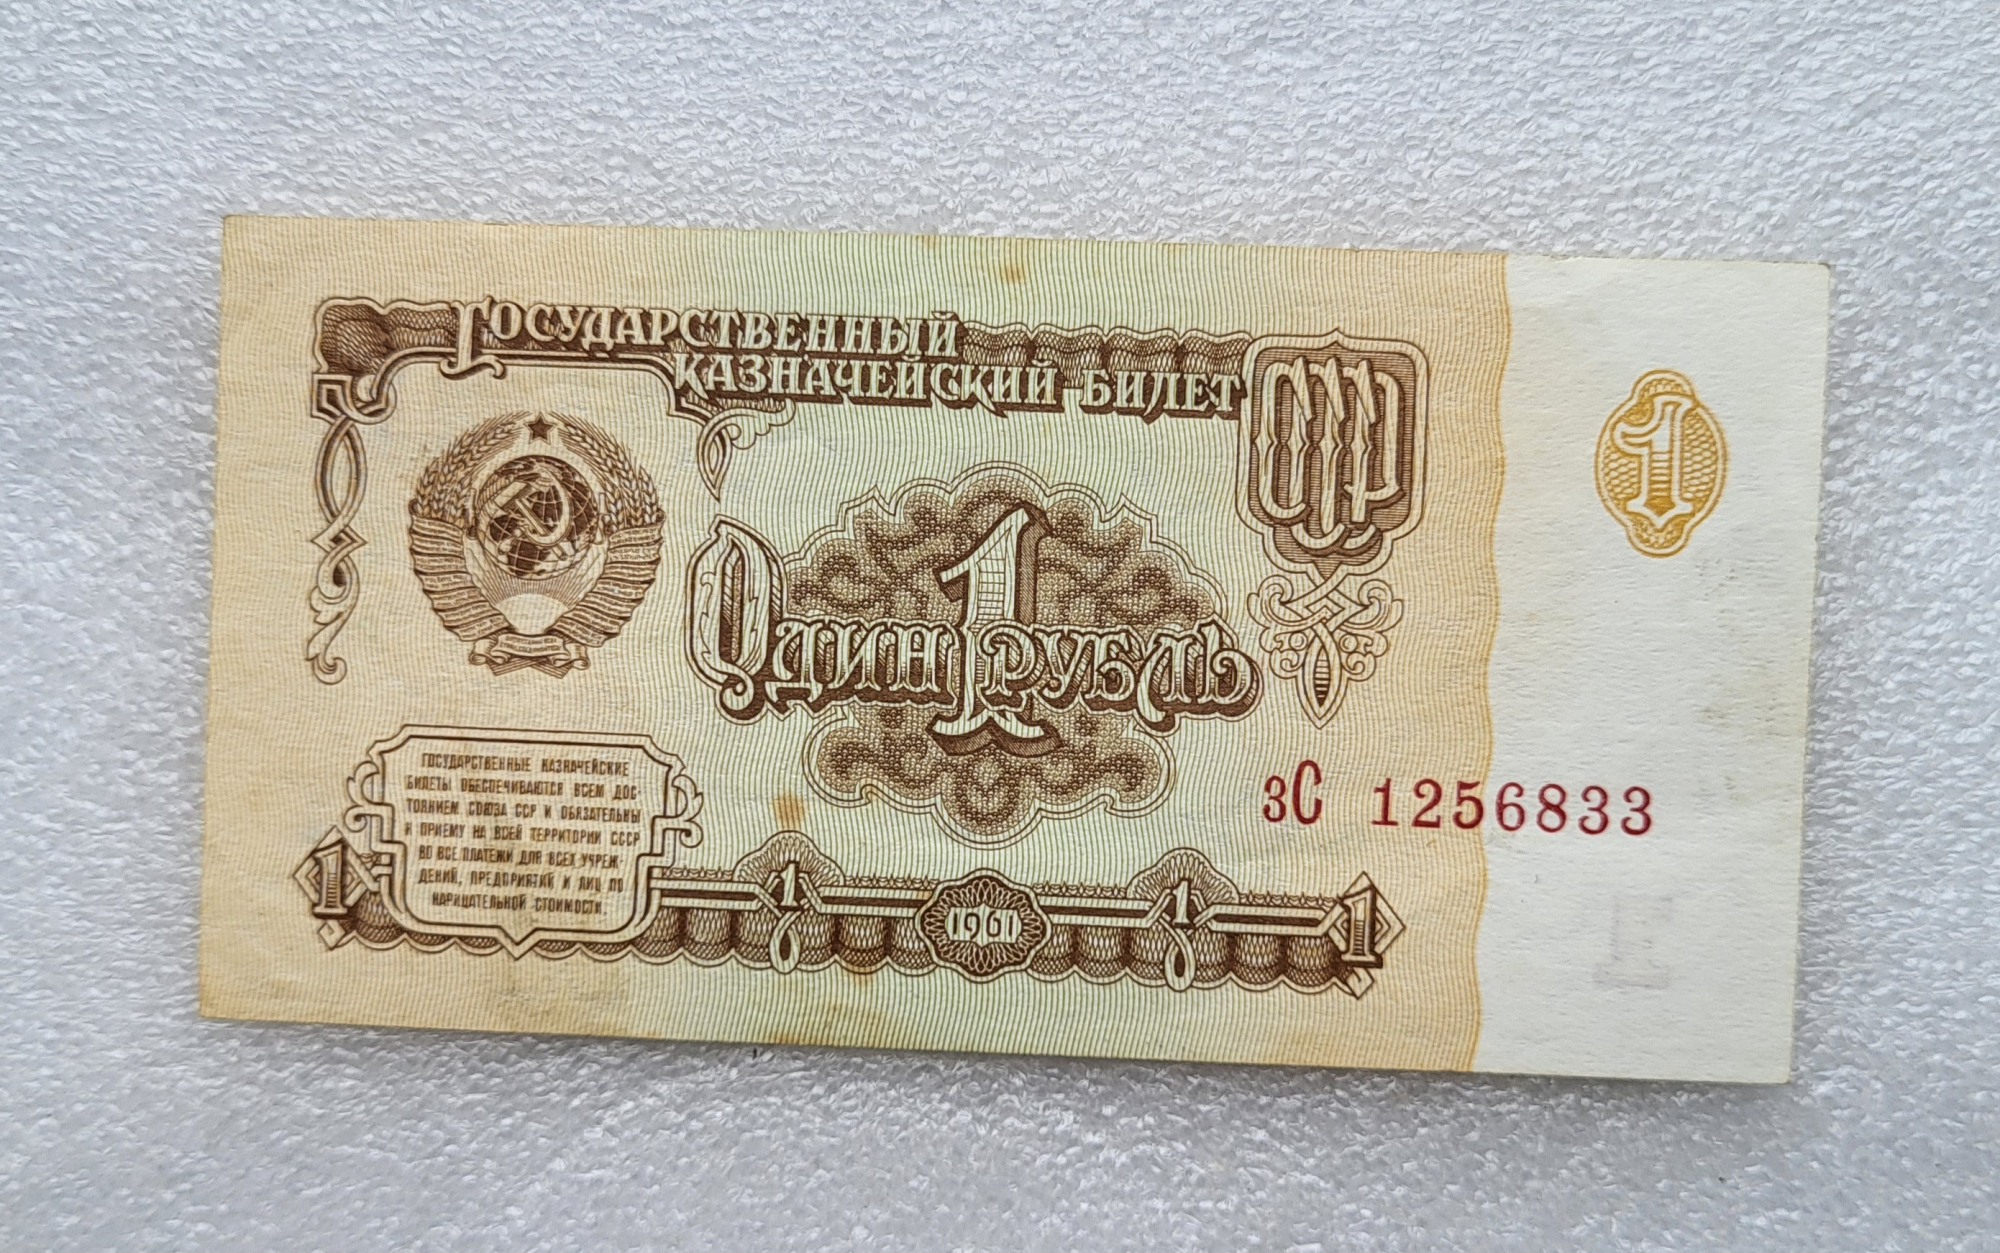 ГОСУДАРСТВЕННЫЙ
КАЗНАЧЕЙСКИЙ БИЛЕТ
СССР
1
1
ОДИН РУБЛЬ
зС 1256833
ГОСУДАРСТВЕННЫЕ КАЗНАЧЕЙСКИЕ
БИЛЕТЫ ОБЕСПЕЧИВАЮТСЯ ВСЕМ ДОС-
ТОЯНИЕМ СОЮЗА ССР И ОБЯЗАТЕЛЬНЫ
К ПРИЕМУ НА ВСЕЙ ТЕРРИТОРИИ СССР
ВО ВСЕ ПЛАТЕЖИ ДЛЯ ВСЕХ УЧРЕЖ-
ДЕНИЙ, ПРЕДПРИЯТИЙ И ЛИЦ ПО
НАРИЦАТЕЛЬНОЙ СТОИМОСТИ.
1 1 1961 1 1